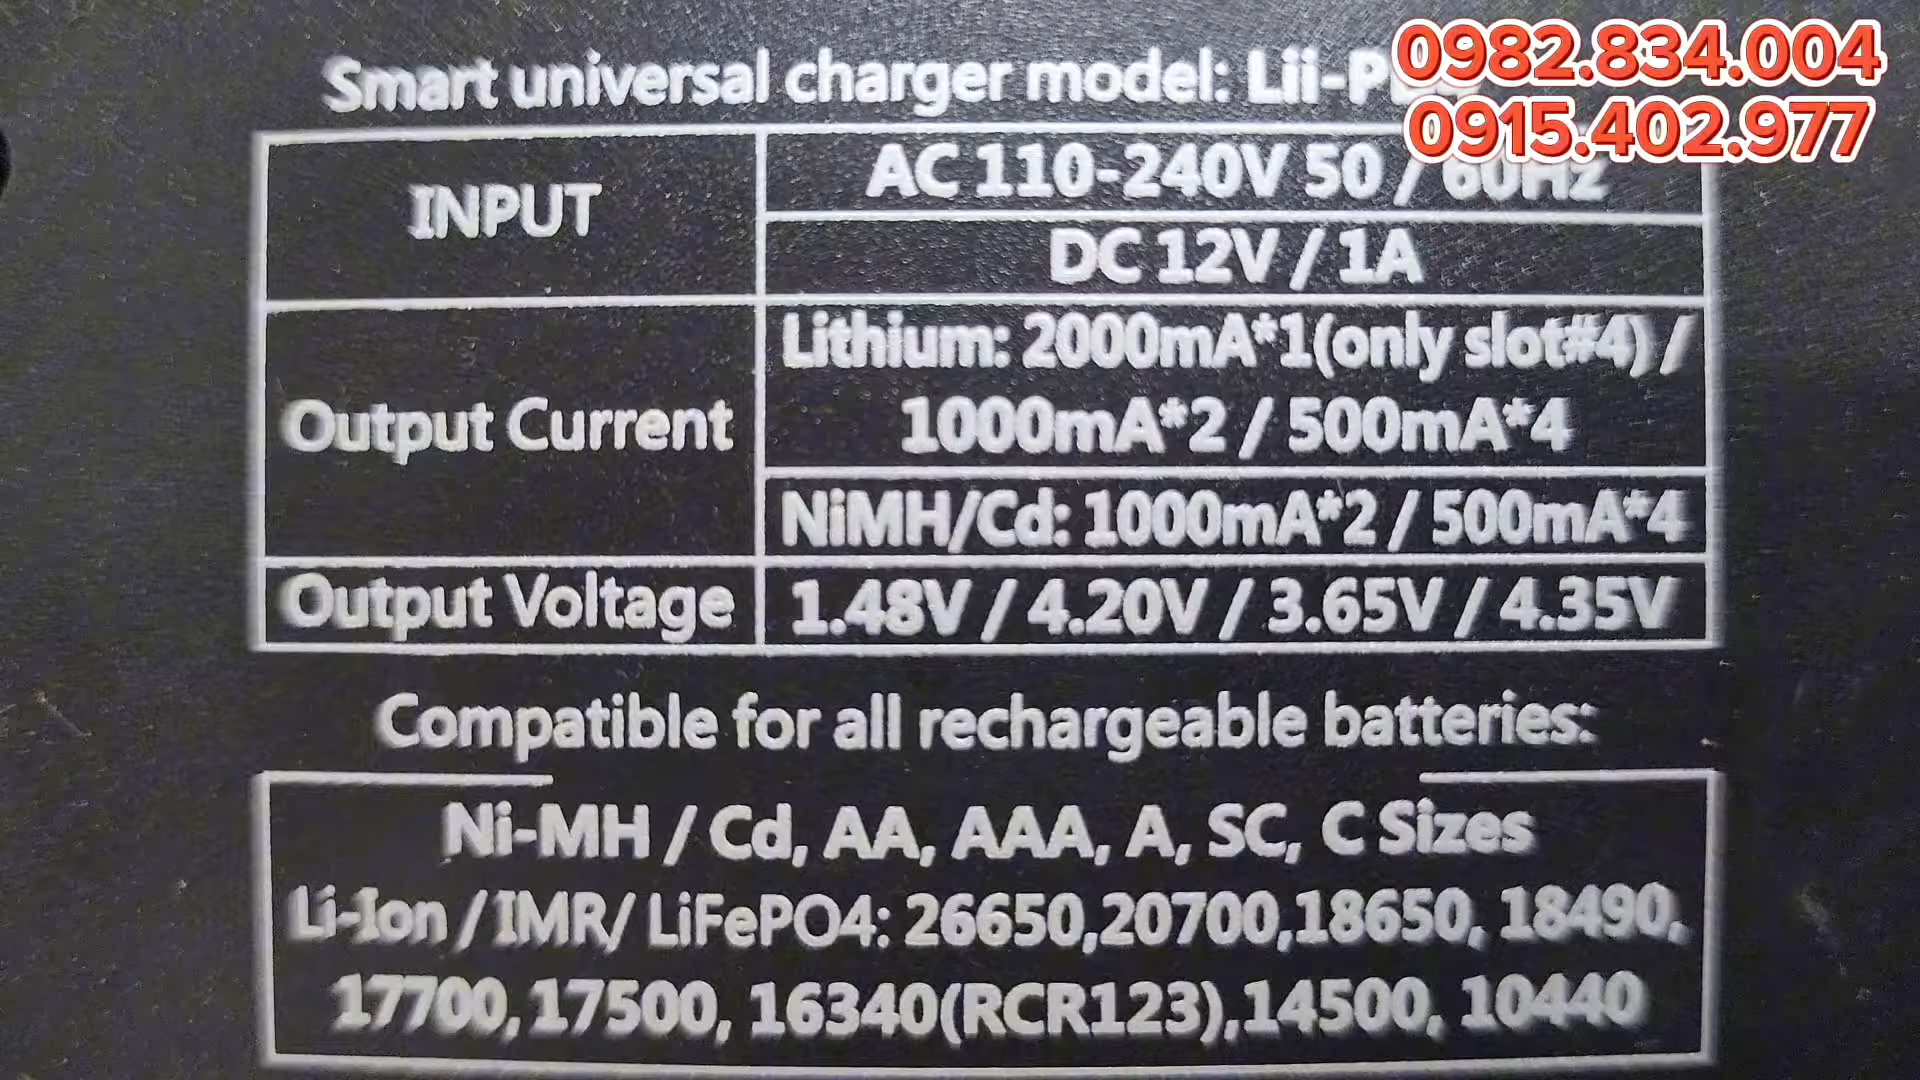 0982.834.004
0915.402.977
Smart universal charger model:
INPUT
AC 110-240V 50 / 60Hz
DC 12V / 1A
Output Current
Lithium: 2000mA*1(only slot#4) /
1000mA*2 / 500mA*4
NiMH/Cd: 1000mA*2 / 500mA*4
Output Voltage
1.48V / 4.20V / 3.65V / 4.35V
Compatible for all rechargeable batteries:
Ni-MH / Cd, AA, AAA, A, SC, C Sizes
Li-Ion / IMR/ LiFePO4: 26650,20700,18650, 18490,
17700,17500, 16340(RCR123),14500, 10440